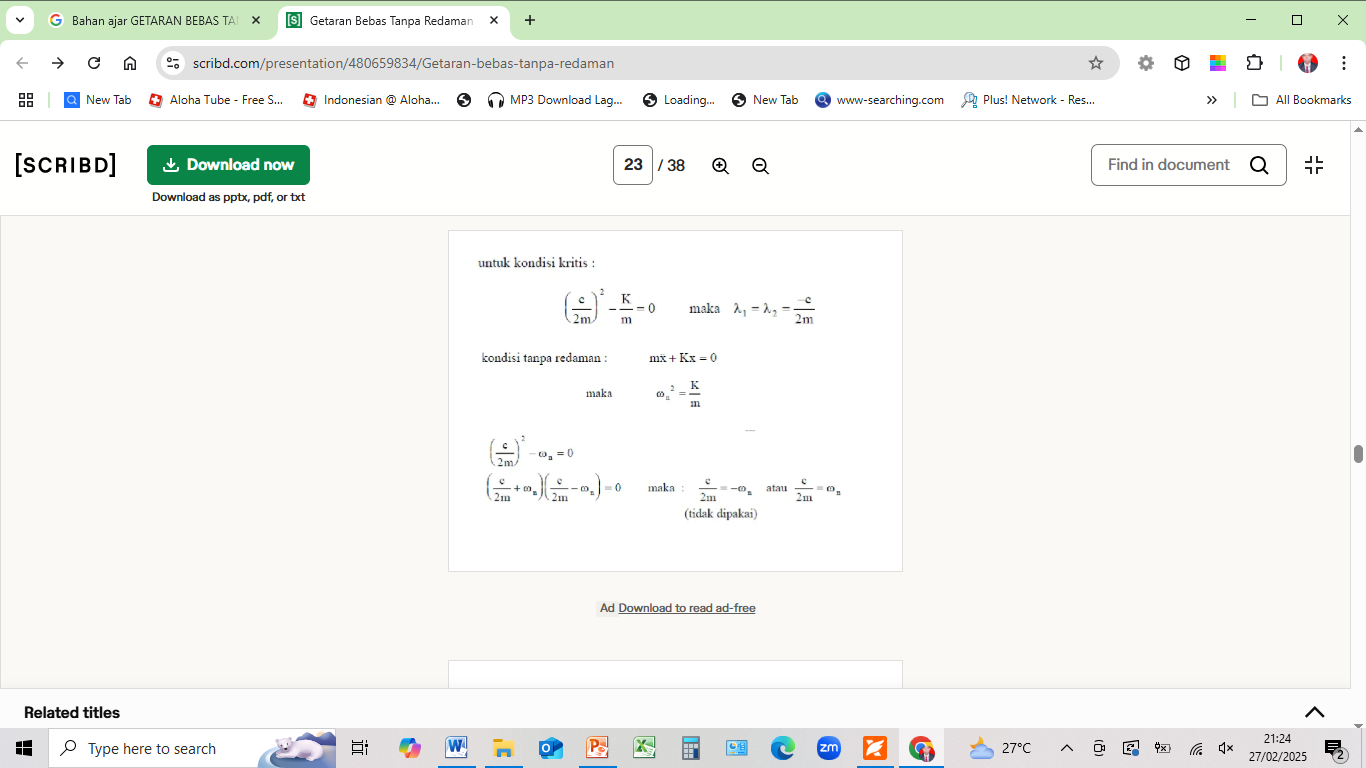 Bahan ajar GETARAN BEBAS TA
Getaran Bebas Tanpa Redaman
scribd.com/presentation/480659834/Getaran-bebas-tanpa-redaman
New Tab
Aloha Tube - Free S...
Indonesian @ Aloha...
MP3 Download Lag...
Loading...
New Tab
www-searching.com
Plus! Network - Res...
All Bookmarks
[SCRIBD]
Download now
23 / 38
Find in document
Download as pptx, pdf, or txt
untuk kondisi kritis :
(c/2m)² − K/m = 0 maka λ₁ = λ₂ = −c/2m
kondisi tanpa redaman : mẍ + Kx = 0
maka ωₙ² = K/m
(c/2m)² − ωₙ = 0
(c/2m + ωₙ)(c/2m − ωₙ) = 0 maka : c/2m = −ωₙ atau c/2m = ωₙ
(tidak dipakai)
Ad Download to read ad-free
Related titles
Type here to search
27°C
21:24
27/02/2025
2